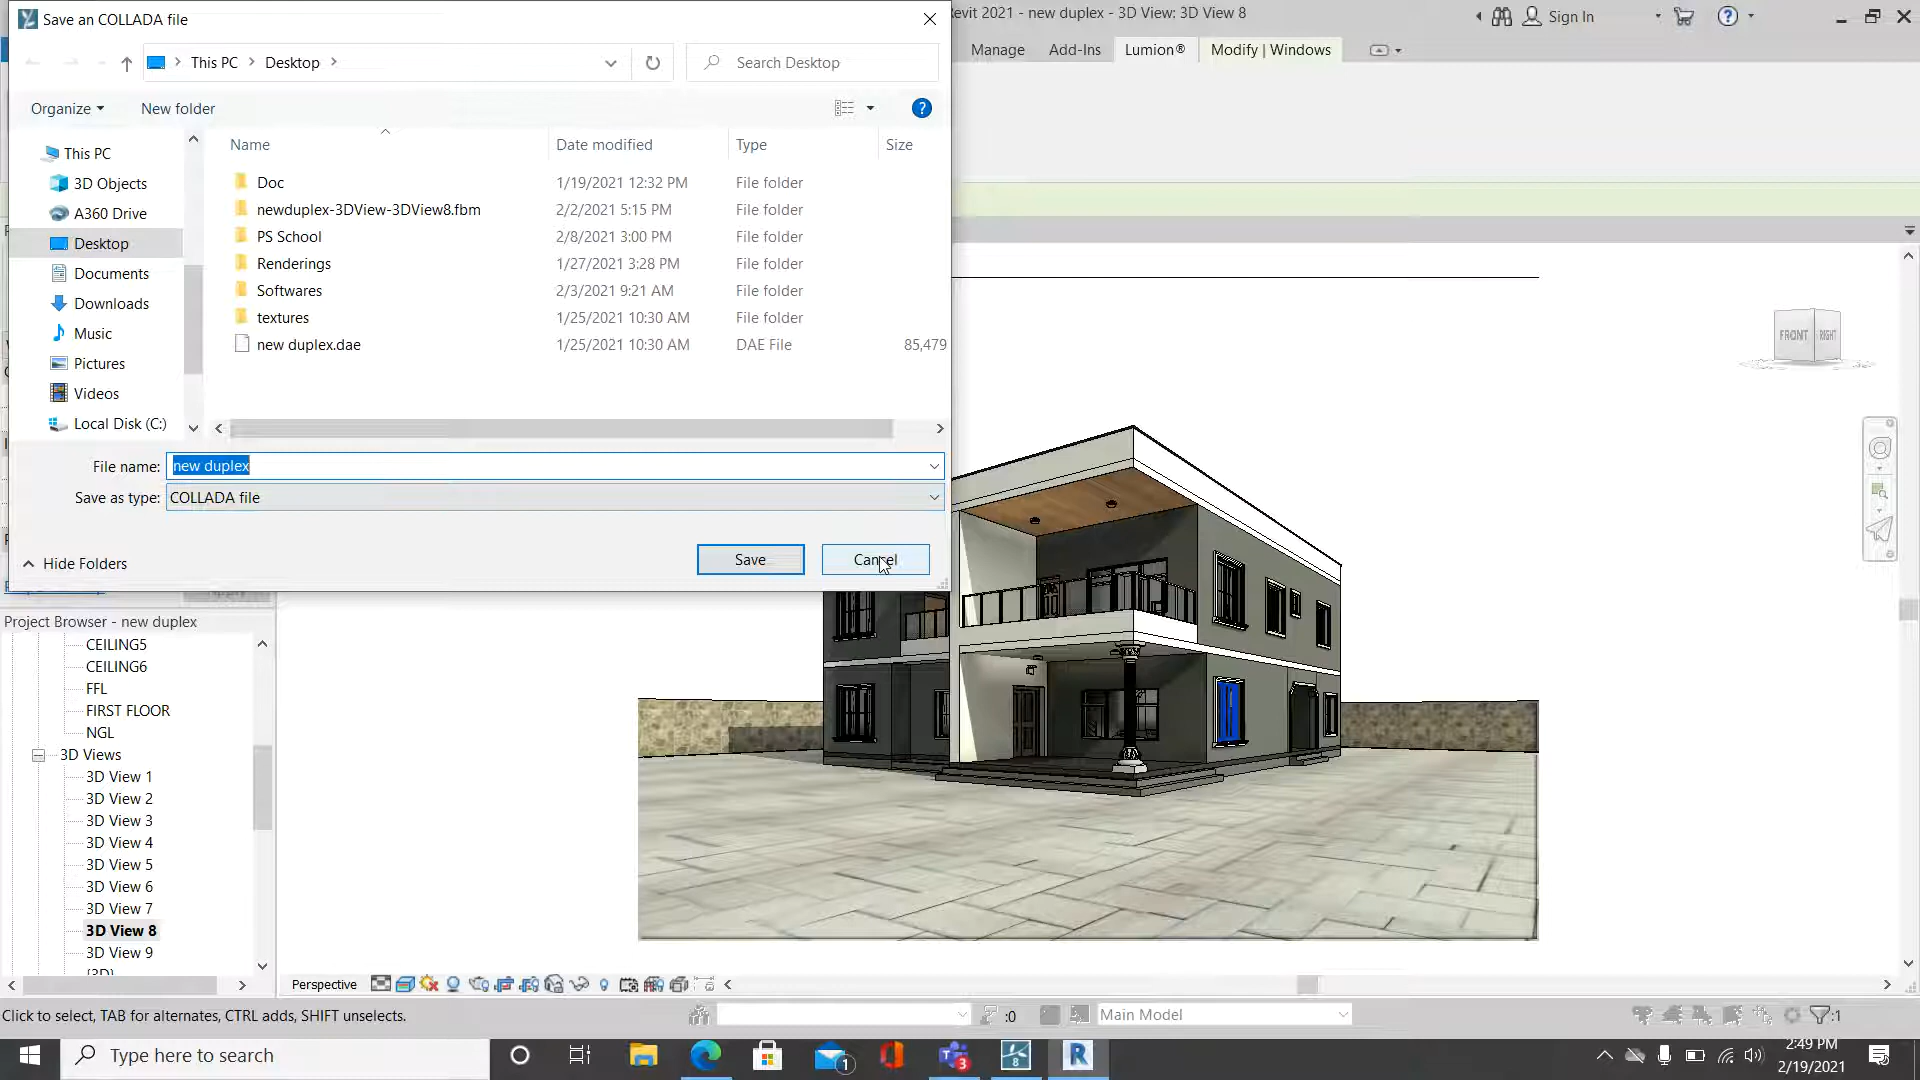 Save an COLLADA file
Revit 2021 - new duplex - 3D View: 3D View 8
Sign In
?
This PC
Desktop
Search Desktop
Manage
Add-Ins
Lumion®
Modify | Windows
Organize
New folder
?
Name
Date modified
Type
Size
Doc 1/19/2021 12:32 PM File folder
newduplex-3DView-3DView8.fbm 2/2/2021 5:15 PM File folder
PS School 2/8/2021 3:00 PM File folder
Renderings 1/27/2021 3:28 PM File folder
Softwares 2/3/2021 9:21 AM File folder
textures 1/25/2021 10:30 AM File folder
new duplex.dae 1/25/2021 10:30 AM DAE File 85,479
This PC
3D Objects
A360 Drive
Desktop
Documents
Downloads
Music
Pictures
Videos
Local Disk (C:)
File name: new duplex
Save as type: COLLADA file
Hide Folders
Save
Cancel
FRONT
RIGHT
Project Browser - new duplex
CEILING5
CEILING6
FFL
FIRST FLOOR
NGL
3D Views
3D View 1
3D View 2
3D View 3
3D View 4
3D View 5
3D View 6
3D View 7
3D View 8
3D View 9
{3D}
Perspective
Click to select, TAB for alternates, CTRL adds, SHIFT unselects.
:0
Main Model
:1
Type here to search
1
3
8
R
2:49 PM
2/19/2021